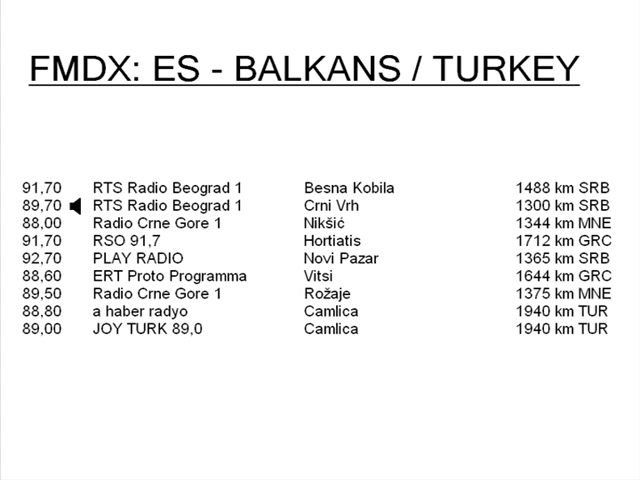 FMDX: ES - BALKANS / TURKEY
91,70 RTS Radio Beograd 1 Besna Kobila 1488 km SRB
89,70 RTS Radio Beograd 1 Crni Vrh 1300 km SRB
88,00 Radio Crne Gore 1 Nikšić 1344 km MNE
91,70 RSO 91,7 Hortiatis 1712 km GRC
92,70 PLAY RADIO Novi Pazar 1365 km SRB
88,60 ERT Proto Programma Vitsi 1644 km GRC
89,50 Radio Crne Gore 1 Rožaje 1375 km MNE
88,80 a haber radyo Camlica 1940 km TUR
89,00 JOY TURK 89,0 Camlica 1940 km TUR